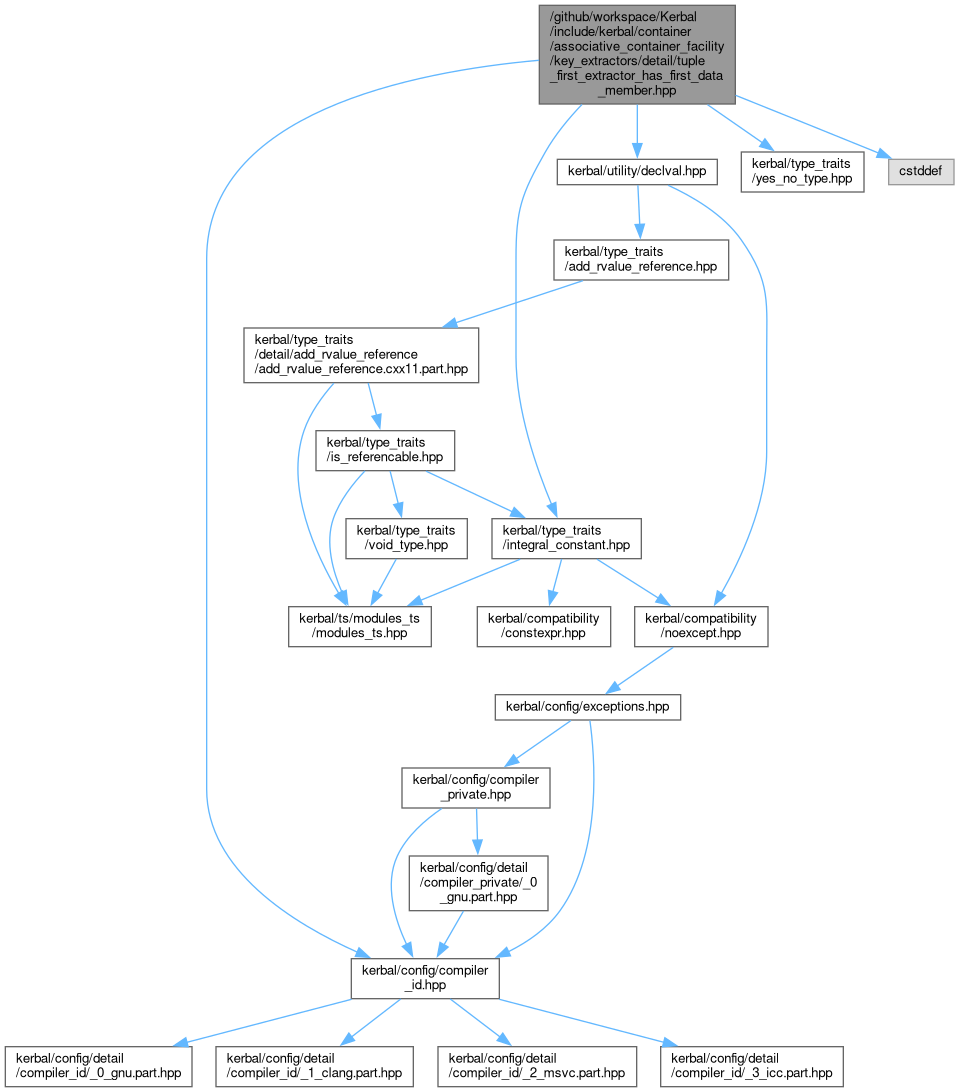 /github/workspace/Kerbal
/include/kerbal/container
/associative_container_facility
/key_extractors/detail/tuple
_first_extractor_has_first_data
_member.hpp
kerbal/utility/declval.hpp
kerbal/type_traits
/yes_no_type.hpp
cstddef
kerbal/type_traits
/add_rvalue_reference.hpp
kerbal/type_traits
/detail/add_rvalue_reference
/add_rvalue_reference.cxx11.part.hpp
kerbal/type_traits
/is_referencable.hpp
kerbal/type_traits
/void_type.hpp
kerbal/type_traits
/integral_constant.hpp
kerbal/ts/modules_ts
/modules_ts.hpp
kerbal/compatibility
/constexpr.hpp
kerbal/compatibility
/noexcept.hpp
kerbal/config/exceptions.hpp
kerbal/config/compiler
_private.hpp
kerbal/config/detail
/compiler_private/_0
_gnu.part.hpp
kerbal/config/compiler
_id.hpp
kerbal/config/detail
/compiler_id/_0_gnu.part.hpp
kerbal/config/detail
/compiler_id/_1_clang.part.hpp
kerbal/config/detail
/compiler_id/_2_msvc.part.hpp
kerbal/config/detail
/compiler_id/_3_icc.part.hpp